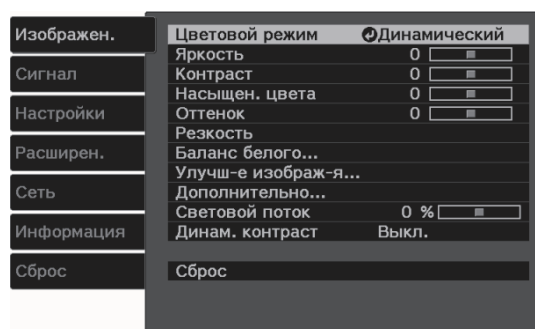 Изображен.
Сигнал
Настройки
Расширен.
Сеть
Информация
Сброс
Цветовой режим Динамический
Яркость 0
Контраст 0
Насыщен. цвета 0
Оттенок 0
Резкость
Баланс белого...
Улучш-е изображ-я...
Дополнительно...
Световой поток 0 %
Динам. контраст Выкл.
Сброс